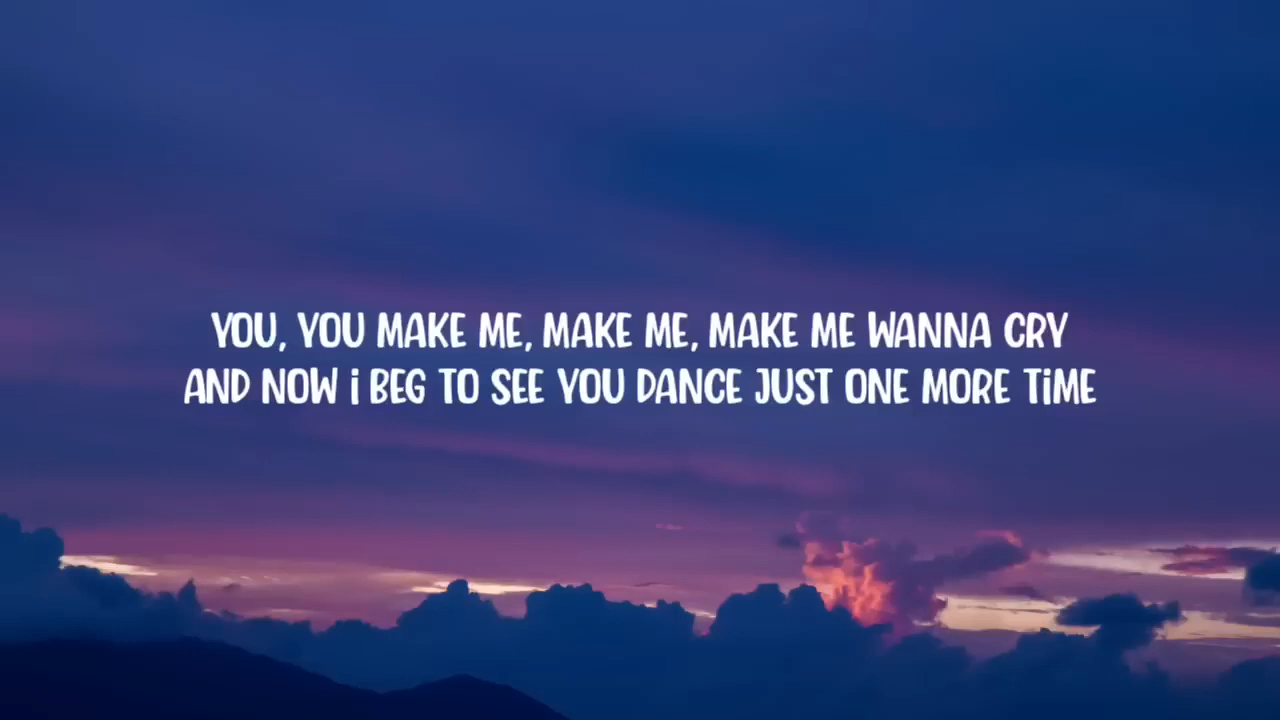 YOU, YOU MAKE ME, MAKE ME, MAKE ME WANNA CRY
AND NOW i BEG TO SEE YOU DANCE JUST ONE MORE TiME